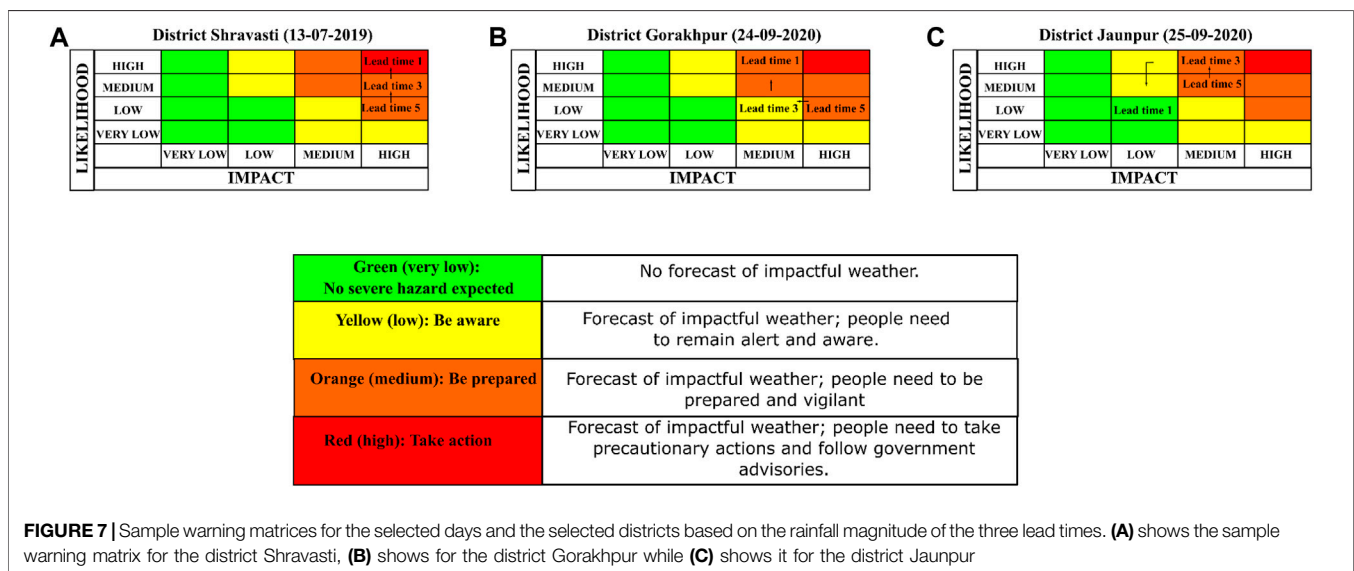 A
District Shravasti (13-07-2019)
LIKELIHOOD
HIGH
Lead time 1
MEDIUM
Lead time 3
LOW
Lead time 5
VERY LOW
VERY LOW
LOW
MEDIUM
HIGH
IMPACT
B
District Gorakhpur (24-09-2020)
LIKELIHOOD
HIGH
Lead time 1
MEDIUM
LOW
Lead time 3
Lead time 5
VERY LOW
VERY LOW
LOW
MEDIUM
HIGH
IMPACT
C
District Jaunpur (25-09-2020)
LIKELIHOOD
HIGH
Lead time 3
MEDIUM
Lead time 5
LOW
Lead time 1
VERY LOW
VERY LOW
LOW
MEDIUM
HIGH
IMPACT
Green (very low):
No severe hazard expected
No forecast of impactful weather.
Yellow (low): Be aware
Forecast of impactful weather; people need
to remain alert and aware.
Orange (medium): Be prepared
Forecast of impactful weather; people need to be
prepared and vigilant
Red (high): Take action
Forecast of impactful weather; people need to take
precautionary actions and follow government
advisories.
FIGURE 7 | Sample warning matrices for the selected days and the selected districts based on the rainfall magnitude of the three lead times. (A) shows the sample
warning matrix for the district Shravasti, (B) shows for the district Gorakhpur while (C) shows it for the district Jaunpur